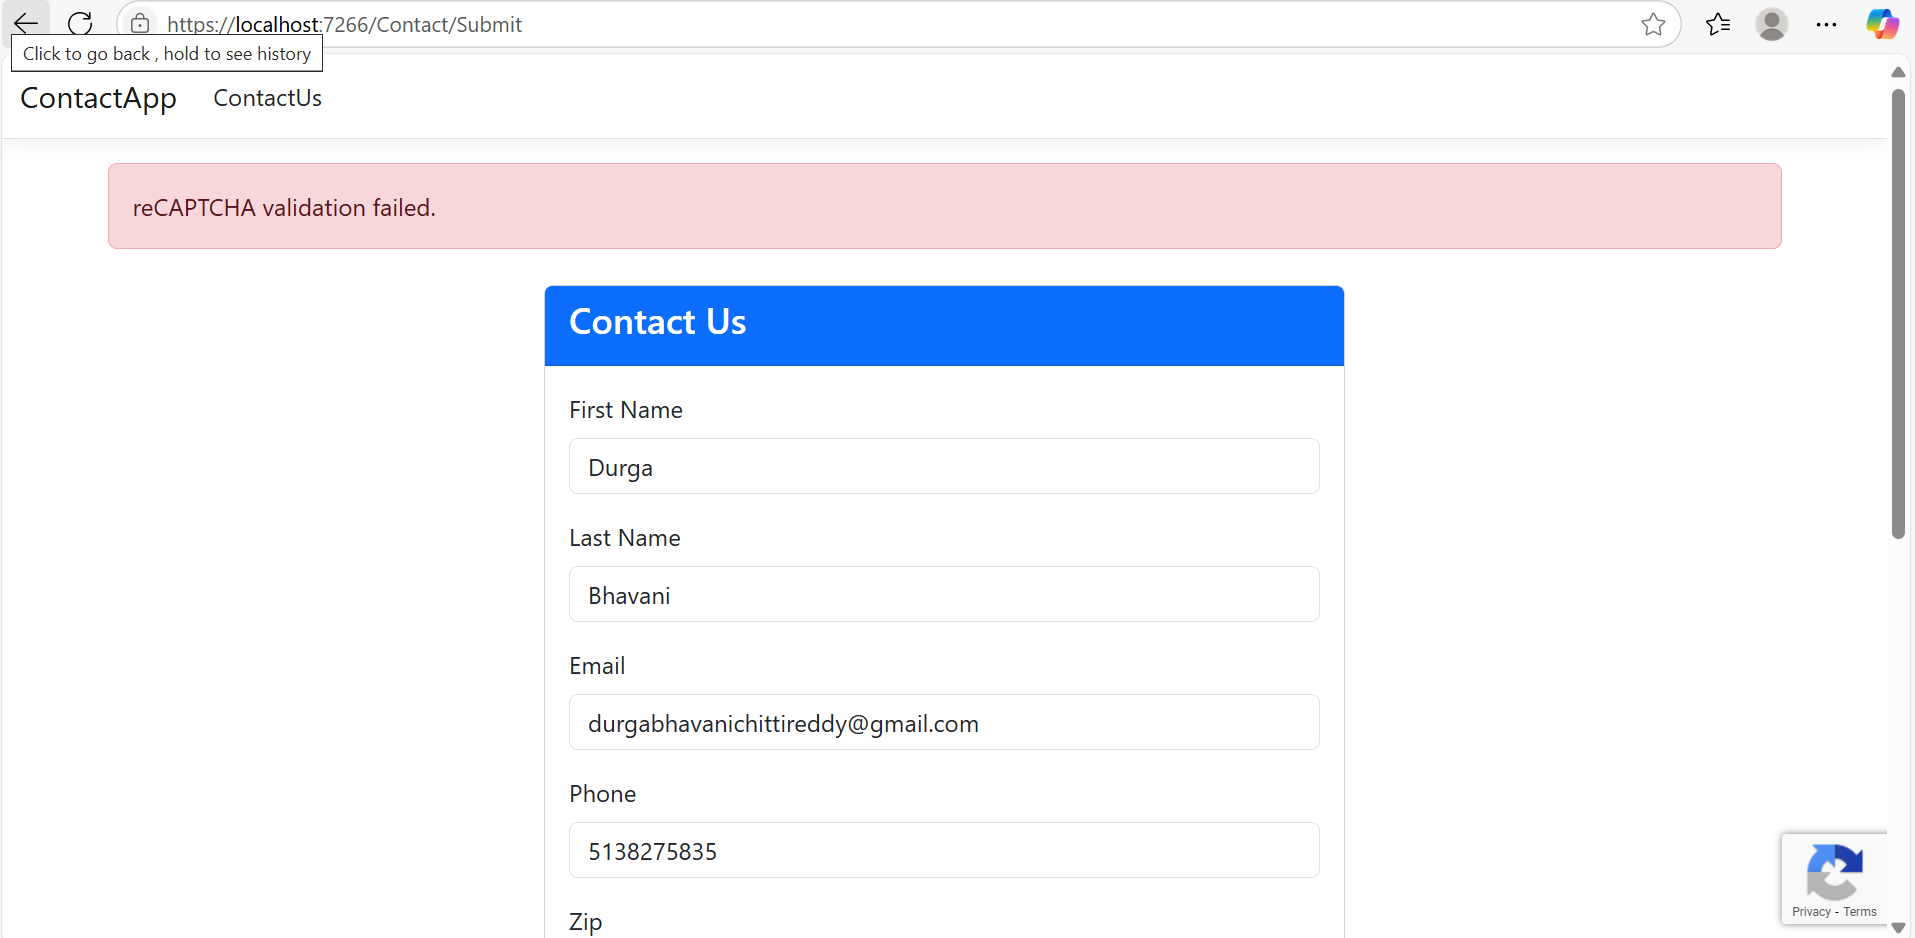 https://localhost:7266/Contact/Submit
Click to go back , hold to see history
ContactApp ContactUs
reCAPTCHA validation failed.
Contact Us
First Name
Durga
Last Name
Bhavani
Email
durgabhavanichittireddy@gmail.com
Phone
5138275835
Zip
Privacy - Terms